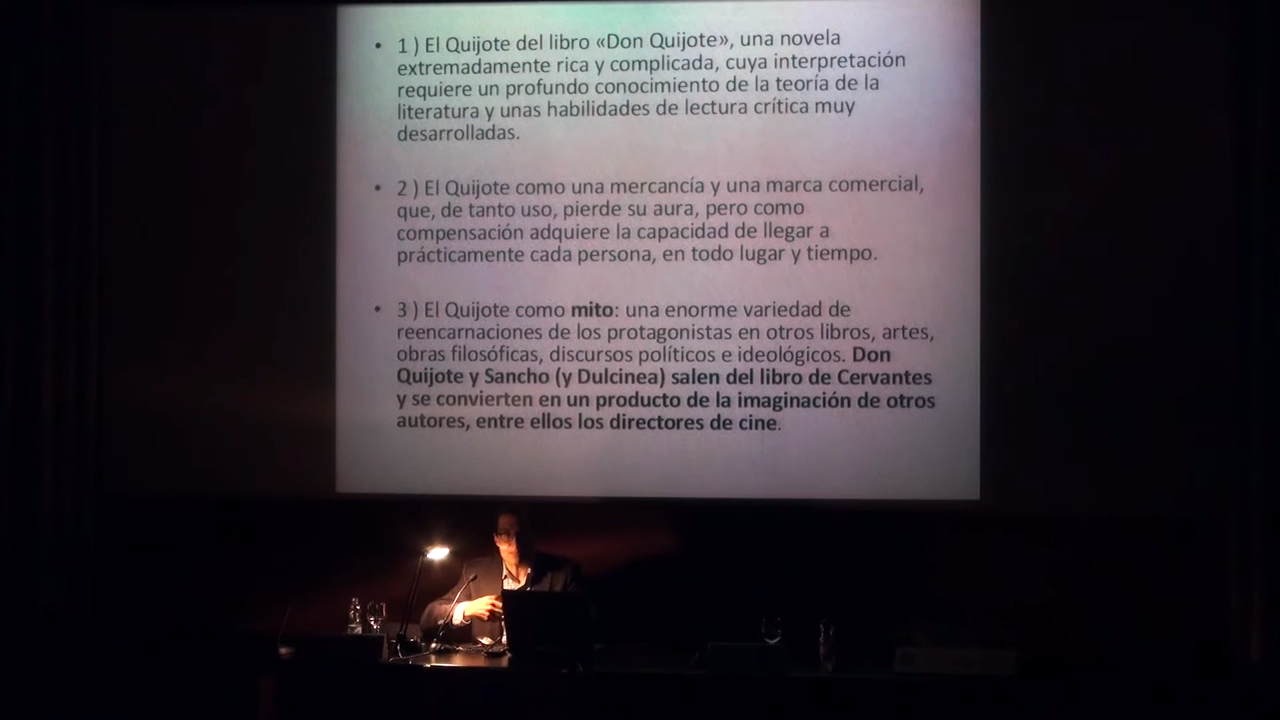 • 1 ) El Quijote del libro «Don Quijote», una novela
extremadamente rica y complicada, cuya interpretación
requiere un profundo conocimiento de la teoría de la
literatura y unas habilidades de lectura crítica muy
desarrolladas.
• 2 ) El Quijote como una mercancía y una marca comercial,
que, de tanto uso, pierde su aura, pero como
compensación adquiere la capacidad de llegar a
prácticamente cada persona, en todo lugar y tiempo.
• 3 ) El Quijote como mito: una enorme variedad de
reencarnaciones de los protagonistas en otros libros, artes,
obras filosóficas, discursos políticos e ideológicos. Don
Quijote y Sancho (y Dulcinea) salen del libro de Cervantes
y se convierten en un producto de la imaginación de otros
autores, entre ellos los directores de cine.